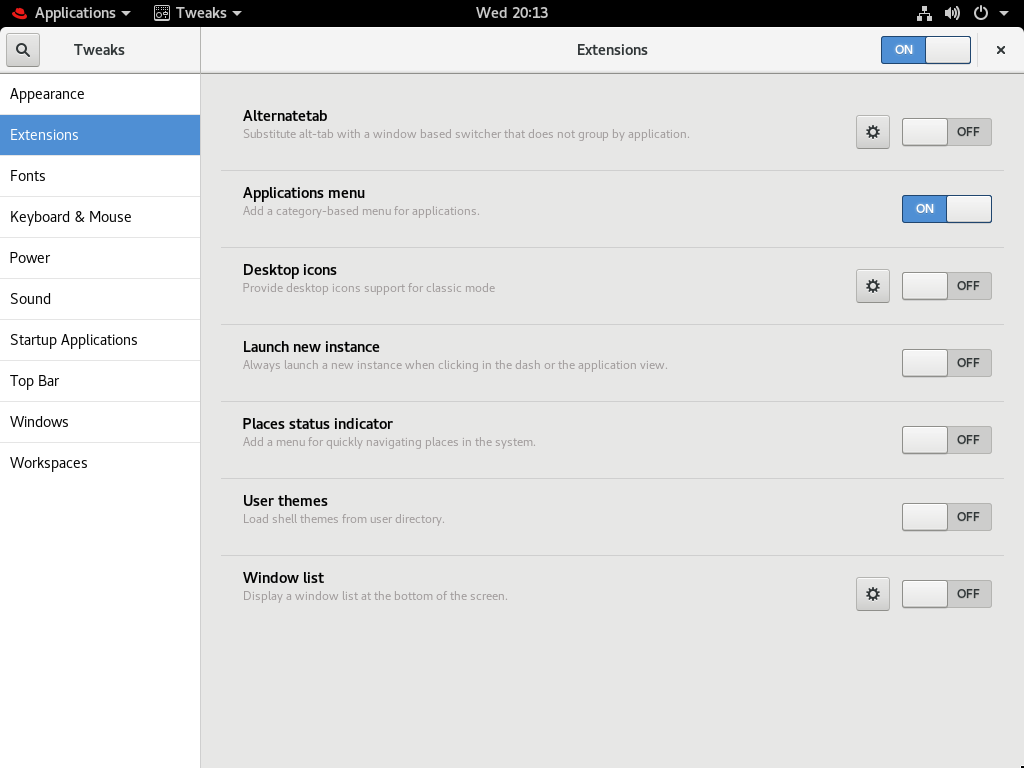 Applications
Tweaks
Wed 20:13
Tweaks
Extensions
ON
Appearance
Extensions
Fonts
Keyboard & Mouse
Power
Sound
Startup Applications
Top Bar
Windows
Workspaces
Alternatetab
Substitute alt-tab with a window based switcher that does not group by application.
OFF
Applications menu
Add a category-based menu for applications.
ON
Desktop icons
Provide desktop icons support for classic mode
OFF
Launch new instance
Always launch a new instance when clicking in the dash or the application view.
OFF
Places status indicator
Add a menu for quickly navigating places in the system.
OFF
User themes
Load shell themes from user directory.
OFF
Window list
Display a window list at the bottom of the screen.
OFF